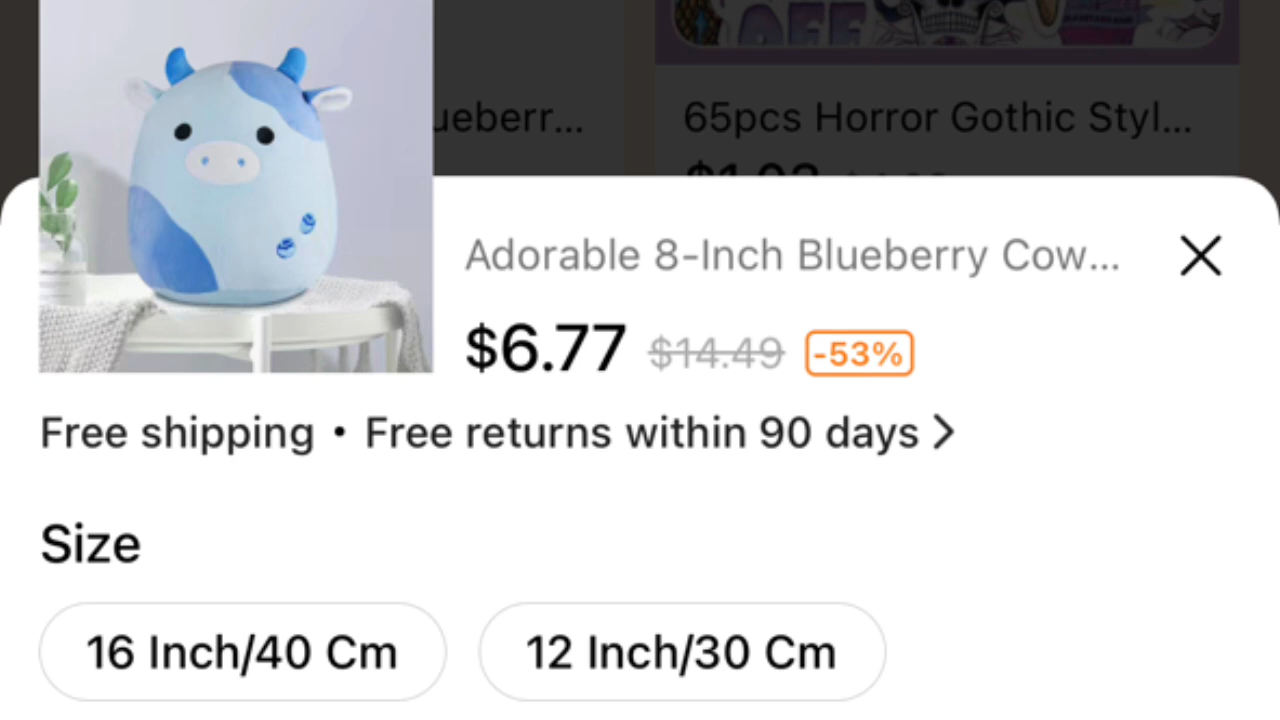 OFF
ueberr...
65pcs Horror Gothic Styl...
Adorable 8-Inch Blueberry Cow...
$6.77 $14.49 -53%
Free shipping • Free returns within 90 days >
Size
16 Inch/40 Cm
12 Inch/30 Cm